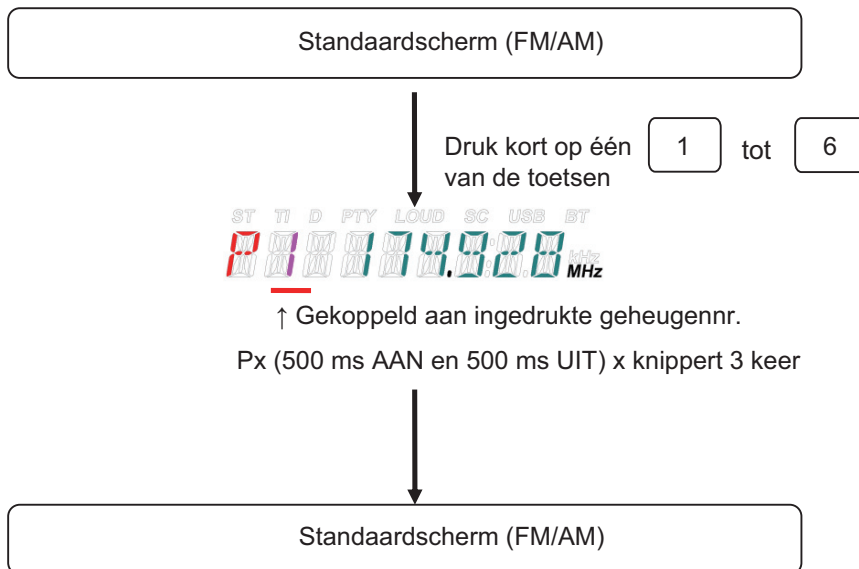 Standaardscherm (FM/AM)
Druk kort op één 1 tot 6
van de toetsen
ST TI D PTY LOUD SC USB BT
P1 174.928 kHz
MHz
↑ Gekoppeld aan ingedrukte geheugennr.
Px (500 ms AAN en 500 ms UIT) x knippert 3 keer
Standaardscherm (FM/AM)